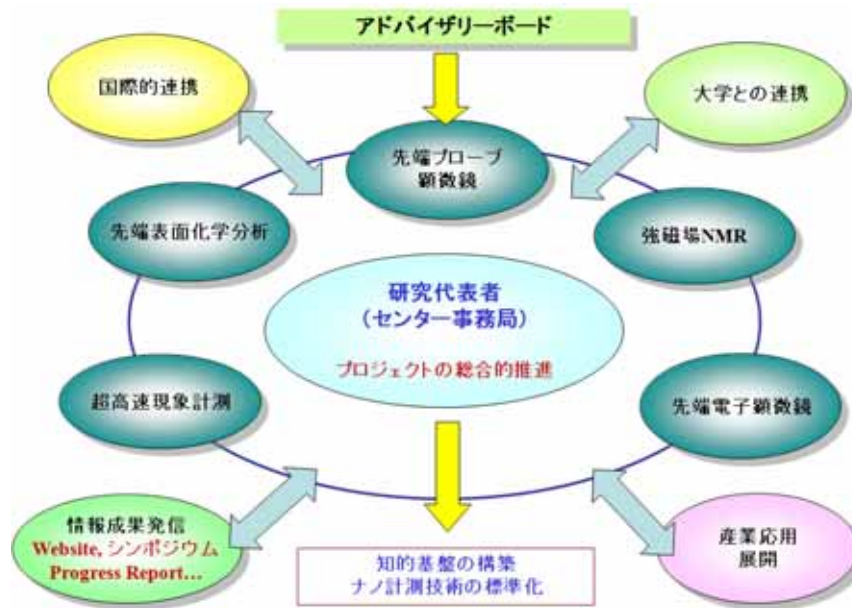 アドバイザリーボード
国際的連携
大学との連携
先端プローブ
顕微鏡
先端表面化学分析
強磁場NMR
研究代表者
（センター事務局）
プロジェクトの総合的推進
超高速現象計測
先端電子顕微鏡
情報成果発信
Website, シンポジウム
Progress Report...
産業応用
展開
知的基盤の構築
ナノ計測技術の標準化